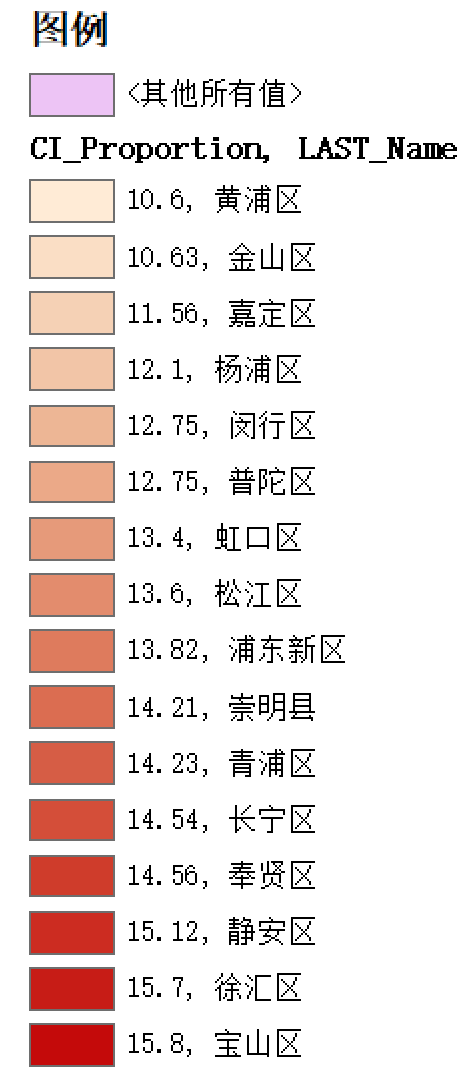 图例
<其他所有值>
CI_Proportion, LAST_Name
10.6, 黄浦区
10.63, 金山区
11.56, 嘉定区
12.1, 杨浦区
12.75, 闵行区
12.75, 普陀区
13.4, 虹口区
13.6, 松江区
13.82, 浦东新区
14.21, 崇明县
14.23, 青浦区
14.54, 长宁区
14.56, 奉贤区
15.12, 静安区
15.7, 徐汇区
15.8, 宝山区